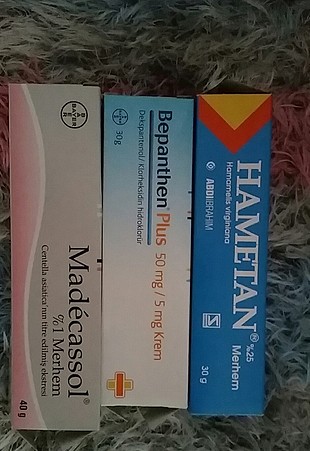 HAMETAN®
%25
Merhem
Hamamelis virginiana
ABDİİBRAHİM
30 g
Bepanthen® Plus 50 mg / 5 mg Krem
Dekspantenol / Klorheksidin hidroklorür
30g
Madécassol®
%1 Merhem
Centella asiatica'nın titre edilmiş ekstresi
BAYER
40 g